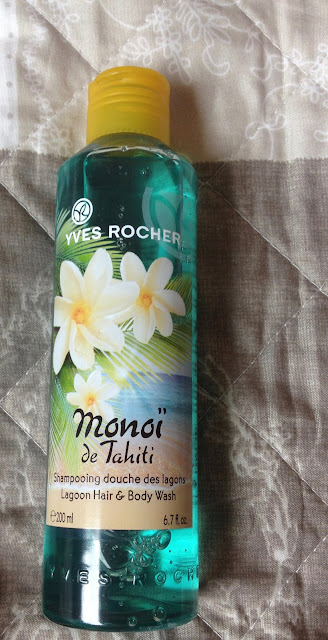 YVES ROCHER
Monoï
de Tahiti
Shampooing douche des lagons
Lagoon Hair & Body Wash
℮200 ml 6.7 fl.oz.
YVES ROCHE